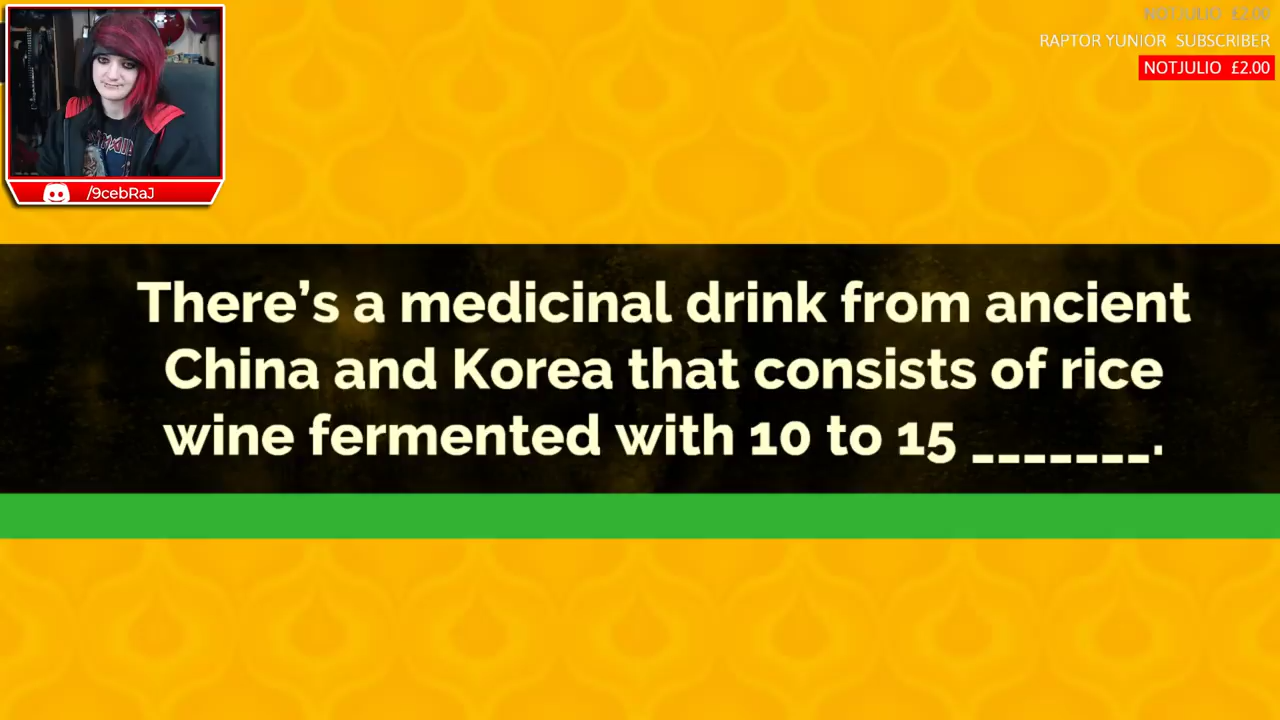 NOTJULIO £2.00
RAPTOR YUNIOR SUBSCRIBER
NOTJULIO £2.00
/9cebRaJ
There's a medicinal drink from ancient
China and Korea that consists of rice
wine fermented with 10 to 15 _______.